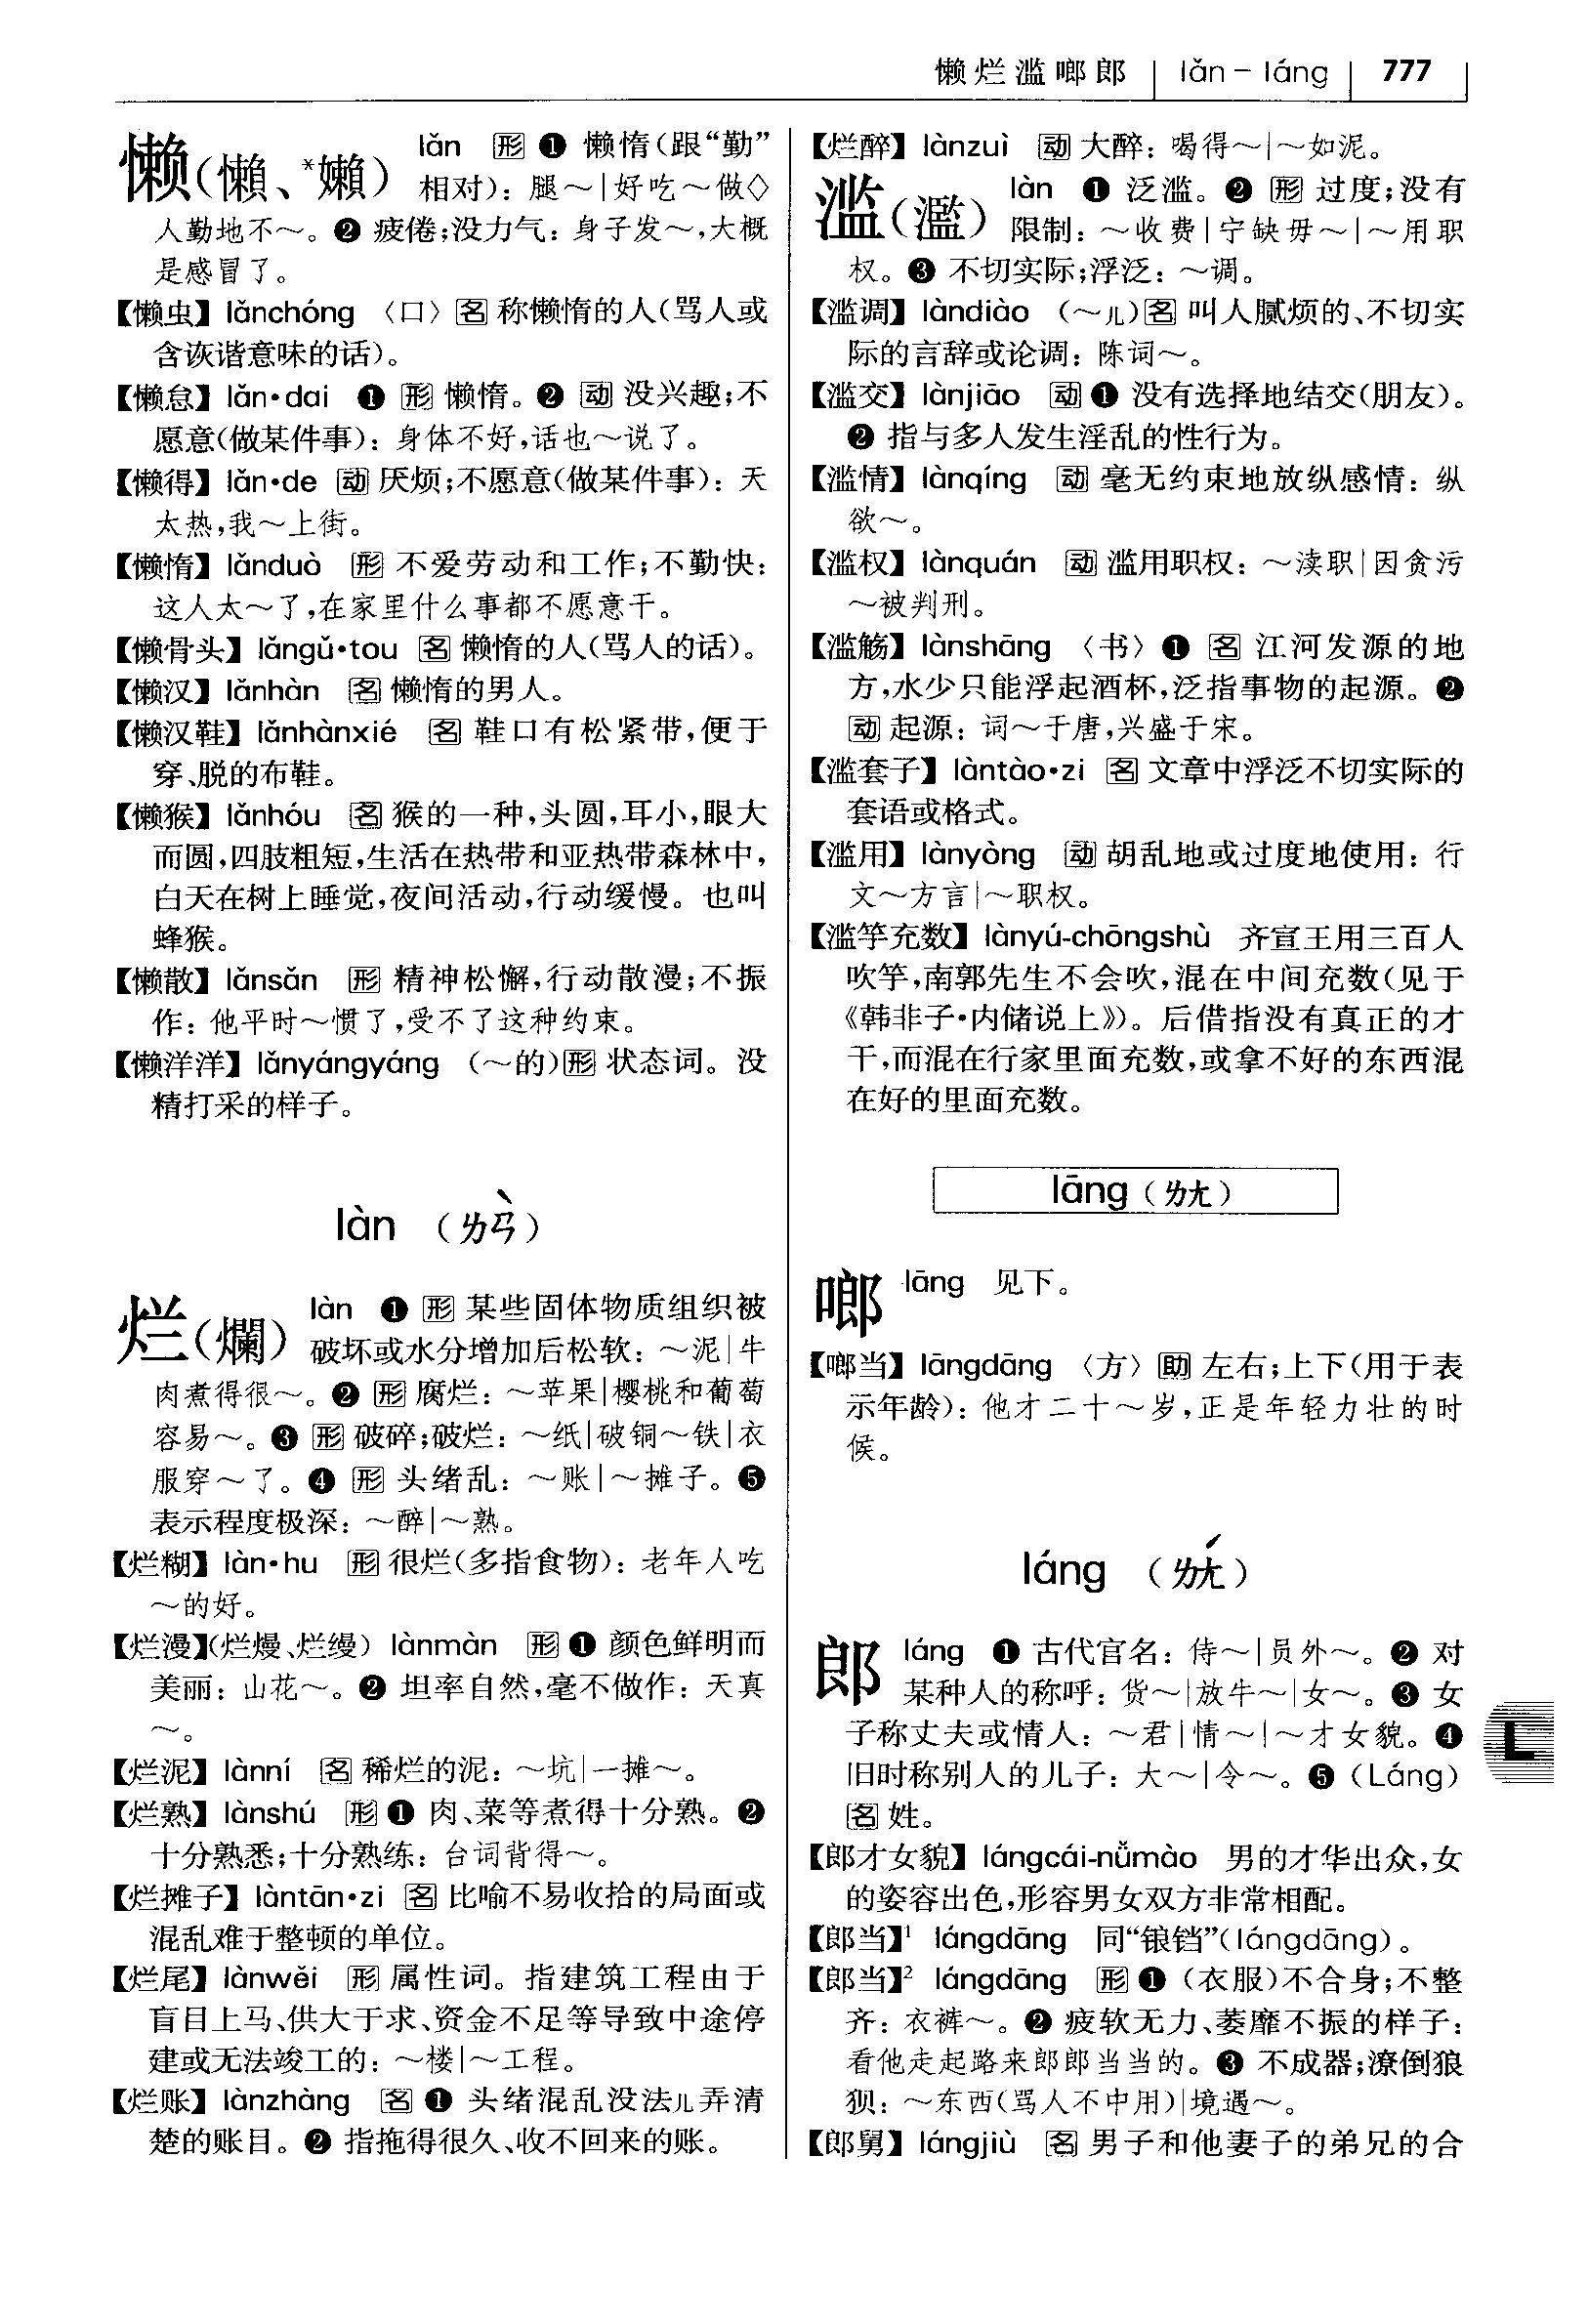 懒烂滥啷郎 | lǎn－láng | 777
懒(懶、*嬾) lǎn 形 ❶ 懒惰(跟“勤”
相对)：腿～|好吃～做◇
人勤地不～。❷ 疲倦;没力气：身子发～,大概
是感冒了。
【懒虫】lǎnchóng 〈口〉名 称懒惰的人(骂人或
含诙谐意味的话)。
【懒怠】lǎn·dai ❶ 形 懒惰。❷ 动 没兴趣;不
愿意(做某件事)：身体不好,话也～说了。
【懒得】lǎn·de 动 厌烦;不愿意(做某件事)：天
太热,我～上街。
【懒惰】lǎnduò 形 不爱劳动和工作;不勤快：
这人太～了,在家里什么事都不愿意干。
【懒骨头】lǎngǔ·tou 名 懒惰的人(骂人的话)。
【懒汉】lǎnhàn 名 懒惰的男人。
【懒汉鞋】lǎnhànxié 名 鞋口有松紧带,便于
穿、脱的布鞋。
【懒猴】lǎnhóu 名 猴的一种,头圆,耳小,眼大
而圆,四肢粗短,生活在热带和亚热带森林中,
白天在树上睡觉,夜间活动,行动缓慢。也叫
蜂猴。
【懒散】lǎnsǎn 形 精神松懈,行动散漫;不振
作：他平时～惯了,受不了这种约束。
【懒洋洋】lǎnyángyáng (～的)形 状态词。没
精打采的样子。
làn (ㄌㄢˋ)
烂(爛) làn ❶ 形 某些固体物质组织被
破坏或水分增加后松软：～泥|牛
肉煮得很～。❷ 形 腐烂：～苹果|樱桃和葡萄
容易～。❸ 形 破碎;破烂：～纸|破铜～铁|衣
服穿～了。❹ 形 头绪乱：～账|～摊子。❺
表示程度极深：～醉|～熟。
【烂糊】làn·hu 形 很烂(多指食物)：老年人吃
～的好。
【烂漫】(烂熳、烂缦) lànmàn 形 ❶ 颜色鲜明而
美丽：山花～。❷ 坦率自然,毫不做作：天真
～。
【烂泥】lànní 名 稀烂的泥：～坑|一摊～。
【烂熟】lànshú 形 ❶ 肉、菜等煮得十分熟。❷
十分熟悉;十分熟练：台词背得～。
【烂摊子】làntān·zi 名 比喻不易收拾的局面或
混乱难于整顿的单位。
【烂尾】lànwěi 形 属性词。指建筑工程由于
盲目上马、供大于求、资金不足等导致中途停
建或无法竣工的：～楼|～工程。
【烂账】lànzhàng 名 ❶ 头绪混乱没法儿弄清
楚的账目。❷ 指拖得很久、收不回来的账。
【烂醉】lànzuì 动 大醉：喝得～|～如泥。
滥(濫) làn ❶ 泛滥。❷ 形 过度;没有
限制：～收费|宁缺毋～|～用职
权。❸ 不切实际;浮泛：～调。
【滥调】làndiào (～儿)名 叫人腻烦的、不切实
际的言辞或论调：陈词～。
【滥交】lànjiāo 动 ❶ 没有选择地结交(朋友)。
❷ 指与多人发生淫乱的性行为。
【滥情】lànqíng 动 毫无约束地放纵感情：纵
欲～。
【滥权】lànquán 动 滥用职权：～渎职|因贪污
～被判刑。
【滥觞】lànshāng 〈书〉❶ 名 江河发源的地
方,水少只能浮起酒杯,泛指事物的起源。❷
动 起源：词～于唐,兴盛于宋。
【滥套子】làntào·zi 名 文章中浮泛不切实际的
套语或格式。
【滥用】lànyòng 动 胡乱地或过度地使用：行
文～方言|～职权。
【滥竽充数】lànyú-chōngshù 齐宣王用三百人
吹竽,南郭先生不会吹,混在中间充数(见于
《韩非子·内储说上》)。后借指没有真正的才
干,而混在行家里面充数,或拿不好的东西混
在好的里面充数。
lāng (ㄌㄤ)
啷 lāng 见下。
【啷当】lāngdāng 〈方〉助 左右;上下(用于表
示年龄)：他才二十～岁,正是年轻力壮的时
候。
láng (ㄌㄤˊ)
郎 láng ❶ 古代官名：侍～|员外～。❷ 对
某种人的称呼：货～|放牛～|女～。❸ 女
子称丈夫或情人：～君|情～|～才女貌。❹
旧时称别人的儿子：大～|令～。❺ (Láng)
名 姓。
L
【郎才女貌】lángcái-nǚmào 男的才华出众,女
的姿容出色,形容男女双方非常相配。
【郎当】¹ lángdāng 同“锒铛”(lángdāng)。
【郎当】² lángdāng 形 ❶ (衣服)不合身;不整
齐：衣裤～。❷ 疲软无力、萎靡不振的样子：
看他走起路来郎郎当当的。❸ 不成器;潦倒狼
狈：～东西(骂人不中用)|境遇～。
【郎舅】lángjiù 名 男子和他妻子的弟兄的合